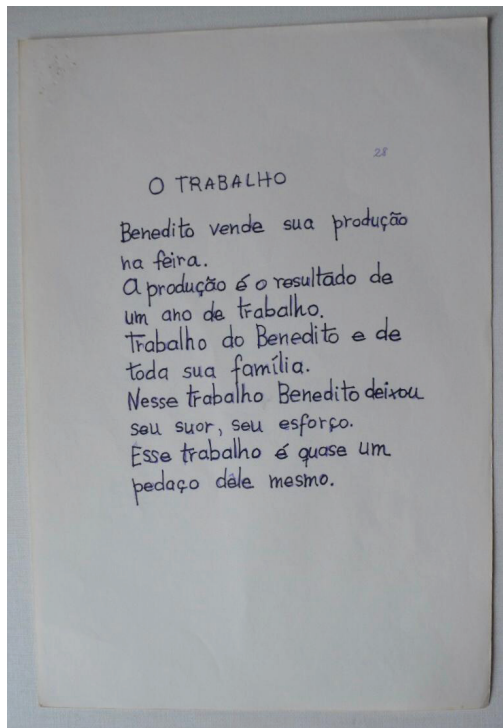 28
O TRABALHO
Benedito vende sua produção
na feira.
A produção é o resultado de
um ano de trabalho.
Trabalho do Benedito e de
toda sua família.
Nesse trabalho Benedito deixou
seu suor, seu esforço.
Esse trabalho é quase um
pedaço dêle mesmo.